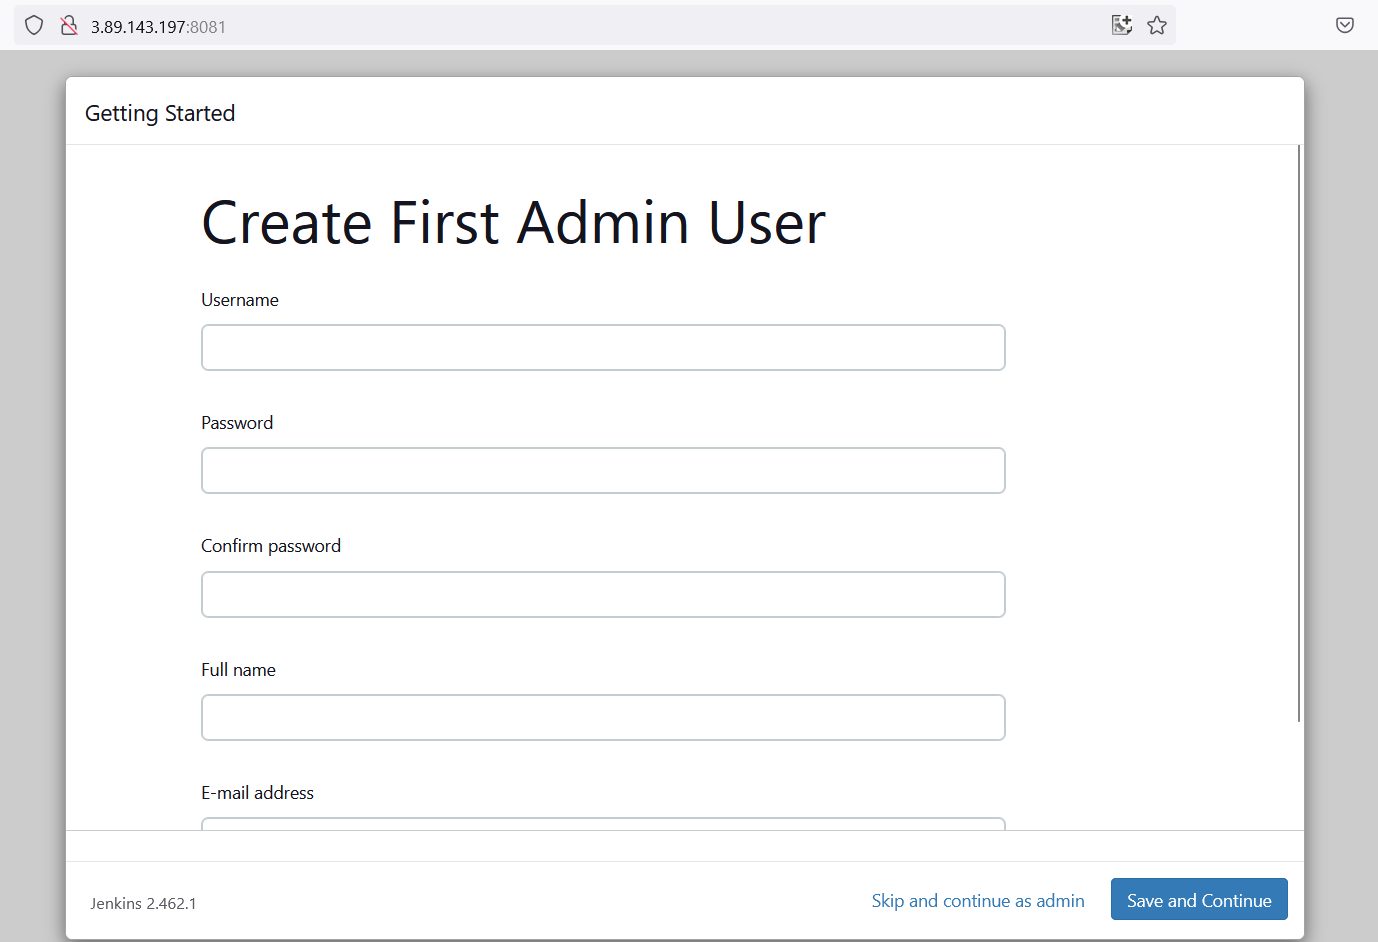 3.89.143.197:8081
Getting Started
Create First Admin User
Username
Password
Confirm password
Full name
E-mail address
Jenkins 2.462.1
Skip and continue as admin
Save and Continue